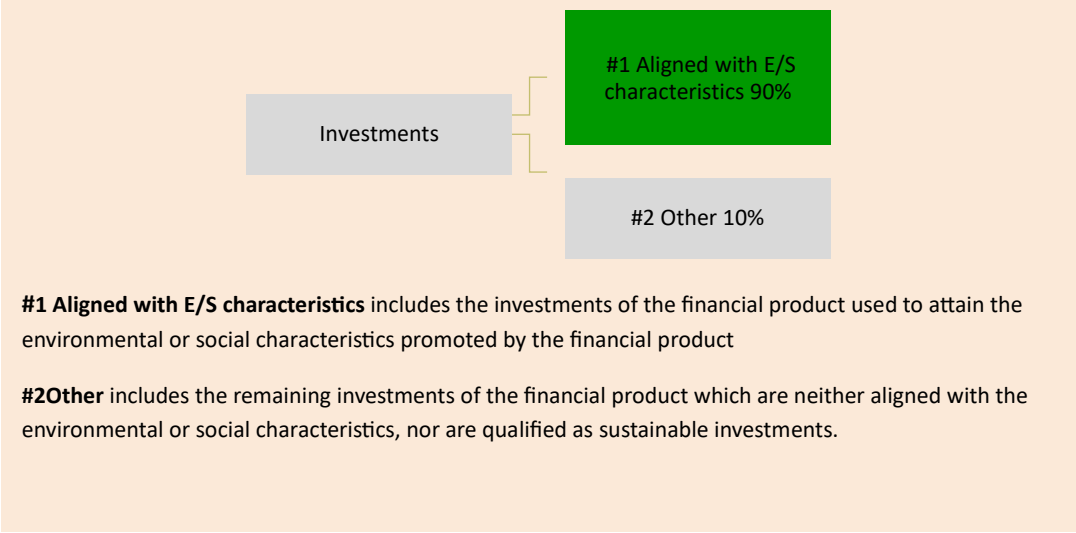 #1 Aligned with E/S
characteristics 90%
Investments
#2 Other 10%
#1 Aligned with E/S characteristics includes the investments of the financial product used to attain the
environmental or social characteristics promoted by the financial product
#2Other includes the remaining investments of the financial product which are neither aligned with the
environmental or social characteristics, nor are qualified as sustainable investments.